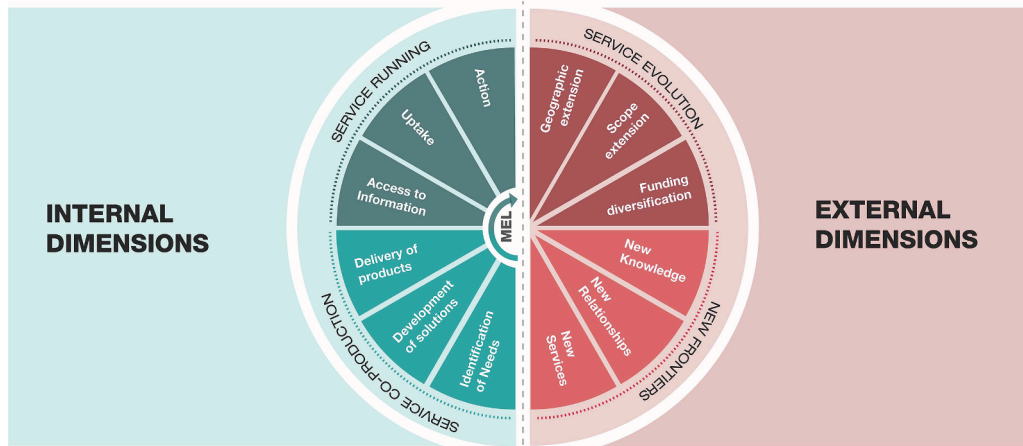 INTERNAL
DIMENSIONS
SERVICE RUNNING
Action
Uptake
Access to
Information
SERVICE CO-PRODUCTION
Delivery of
products
Development
of solutions
Identification
of Needs
MEL
SERVICE EVOLUTION
Geographic
extension
Scope
extension
Funding
diversification
NEW FRONTIERS
New
Knowledge
New
Relationships
New
Services
EXTERNAL
DIMENSIONS